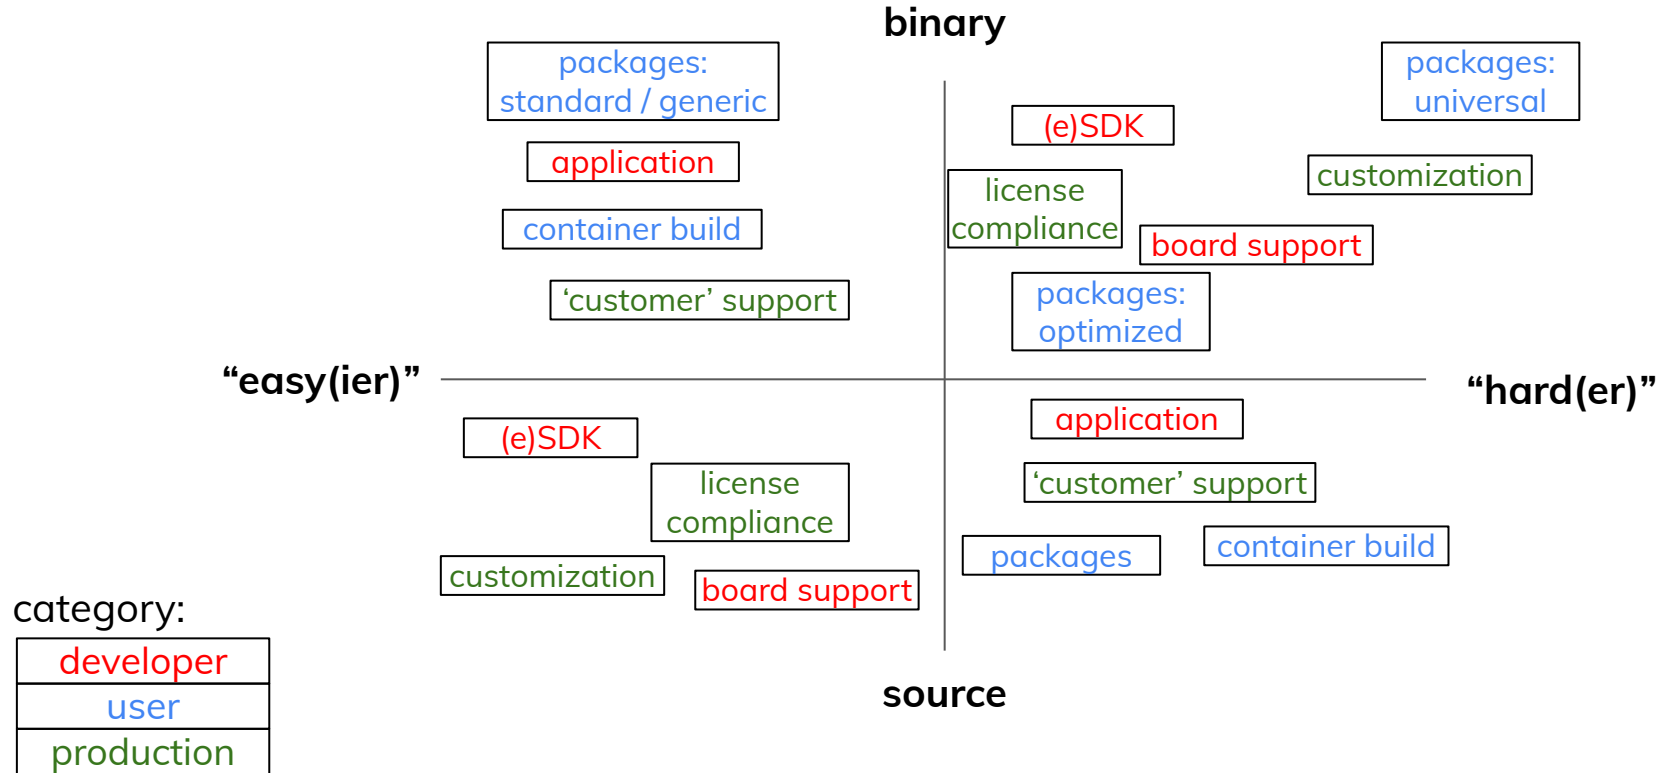 binary
packages:
standard / generic
packages:
universal
(e)SDK
application
license
compliance
customization
container build
board support
‘customer’ support
packages:
optimized
“easy(ier)”
“hard(er)”
(e)SDK
application
license
compliance
‘customer’ support
customization
board support
packages
container build
category:
developer
user
production
source